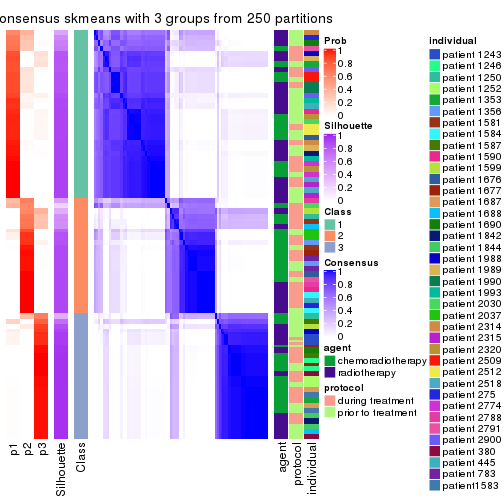 onsensus skmeans with 3 groups from 250 partitions
Prob
1
0.8
0.6
0.4
0.2
0
Silhouette
1
0.8
0.6
0.4
0.2
0
Class
1
2
3
Consensus
1
0.8
0.6
0.4
0.2
0
agent
chemoradiotherapy
radiotherapy
protocol
during treatment
prior to treatment
individual
patient 1243
patient 1246
patient 1250
patient 1252
patient 1353
patient 1356
patient 1581
patient 1584
patient 1587
patient 1590
patient 1599
patient 1676
patient 1677
patient 1687
patient 1688
patient 1690
patient 1842
patient 1844
patient 1988
patient 1989
patient 1990
patient 1993
patient 2030
patient 2037
patient 2314
patient 2315
patient 2320
patient 2509
patient 2512
patient 2518
patient 275
patient 2774
patient 2788
patient 2791
patient 2900
patient 380
patient 445
patient 783
patient1583
p1
p2
p3
Silhouette
Class
agent
protocol
individual